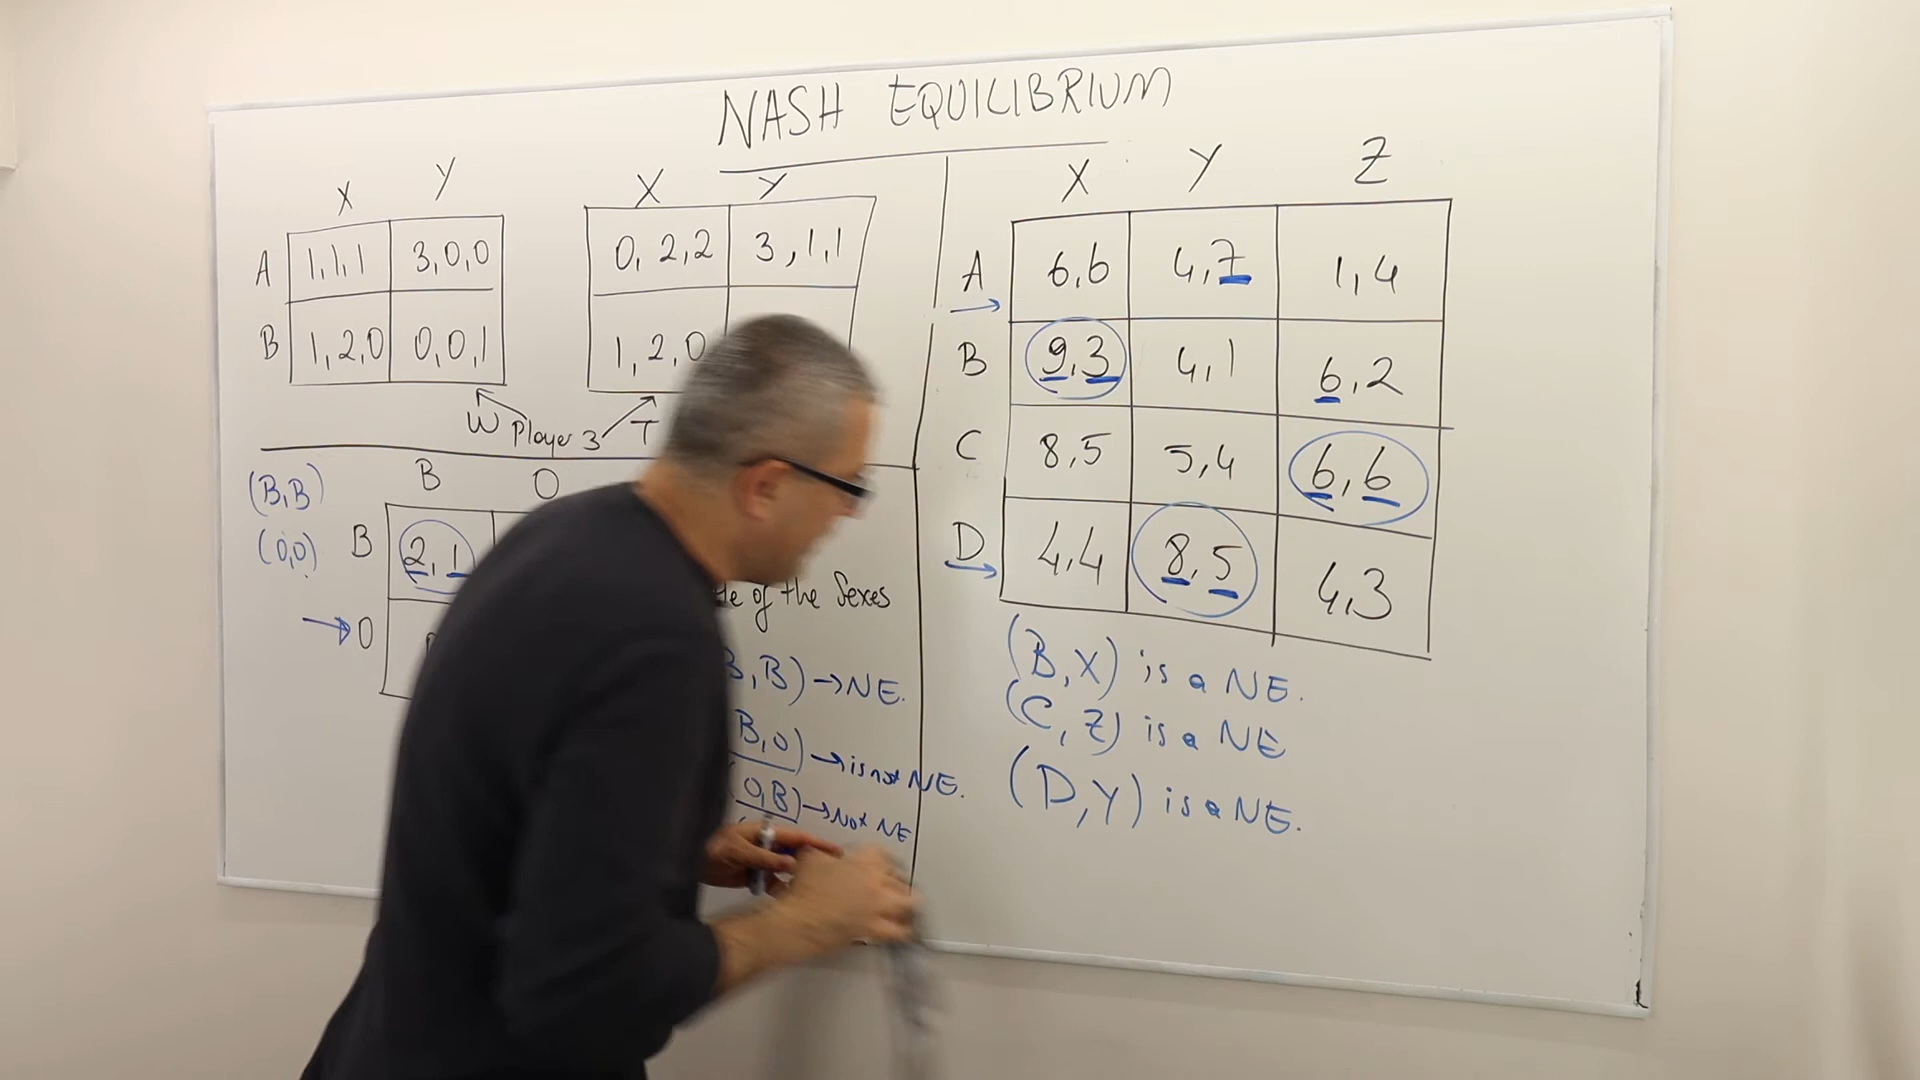 NASH EQUILIBRIUM
X Y
A 1,1,1 3,0,0
B 1,2,0 0,0,1
X Y
0,2,2 3,1,1
1,2,0
W Player 3 T
(B,B)
(0,0)
B O
B 2,1
O
of the Sexes
B,B) → NE.
B,O) → is not NE.
(O,B) → Not NE
X Y Z
A 6,6 4,7 1,4
B 9,3 4,1 6,2
C 8,5 5,4 6,6
D 4,4 8,5 4,3
(B,X) is a NE.
(C,Z) is a NE
(D,Y) is a NE.